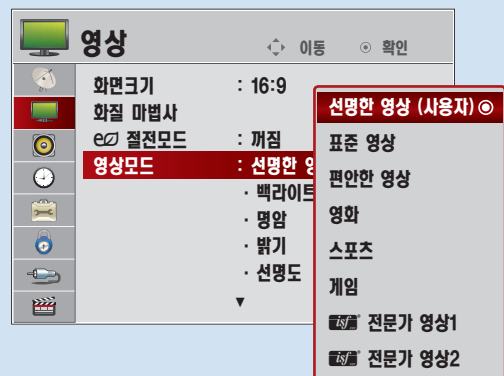 영상
이동 ◉ 확인
화면크기 : 16:9
화질 마법사
절전모드 : 꺼짐
영상모드 : 선명한 영
· 백라이트
· 명암
· 밝기
· 선명도
▼
선명한 영상 (사용자) ◉
표준 영상
편안한 영상
영화
스포츠
게임
isf 전문가 영상1
isf 전문가 영상2